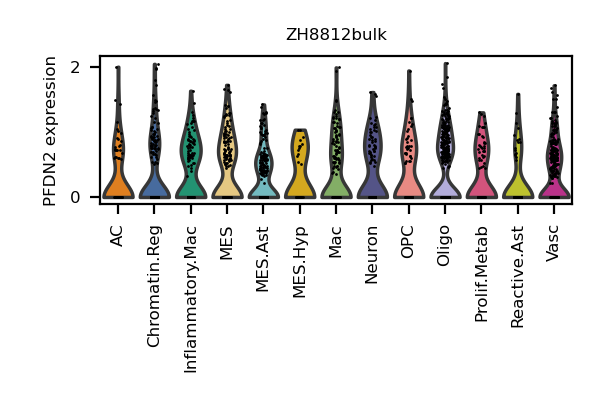 ZH8812bulk
PFDN2 expression
2
0
AC
Chromatin.Reg
Inflammatory.Mac
MES
MES.Ast
MES.Hyp
Mac
Neuron
OPC
Oligo
Prolif.Metab
Reactive.Ast
Vasc